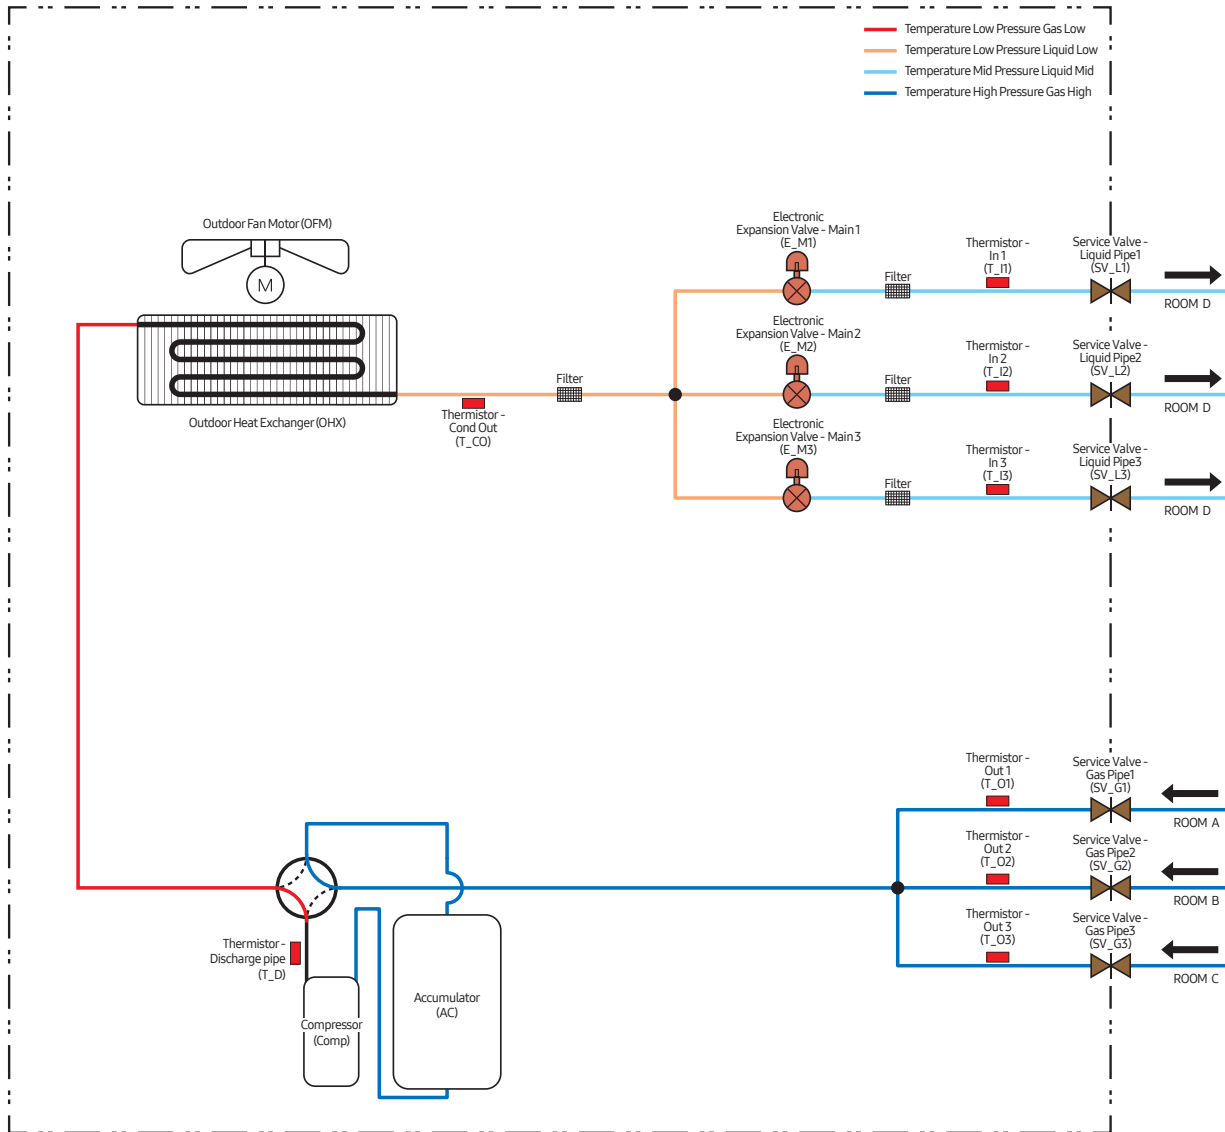 Temperature Low Pressure Gas Low
Temperature Low Pressure Liquid Low
Temperature Mid Pressure Liquid Mid
Temperature High Pressure Gas High
Outdoor Fan Motor (OFM)
M
Outdoor Heat Exchanger (OHX)
Thermistor -
Cond Out
(T_CO)
Filter
Electronic
Expansion Valve - Main 1
(E_M1)
Filter
Thermistor -
In 1
(T_I1)
Service Valve -
Liquid Pipe1
(SV_L1)
ROOM D
Electronic
Expansion Valve - Main 2
(E_M2)
Filter
Thermistor -
In 2
(T_I2)
Service Valve -
Liquid Pipe2
(SV_L2)
ROOM D
Electronic
Expansion Valve - Main 3
(E_M3)
Filter
Thermistor -
In 3
(T_I3)
Service Valve -
Liquid Pipe3
(SV_L3)
ROOM D
Thermistor -
Out 1
(T_O1)
Service Valve -
Gas Pipe1
(SV_G1)
ROOM A
Thermistor -
Out 2
(T_O2)
Service Valve -
Gas Pipe2
(SV_G2)
ROOM B
Thermistor -
Out 3
(T_O3)
Service Valve -
Gas Pipe3
(SV_G3)
ROOM C
Thermistor -
Discharge pipe
(T_D)
Compressor
(Comp)
Accumulator
(AC)